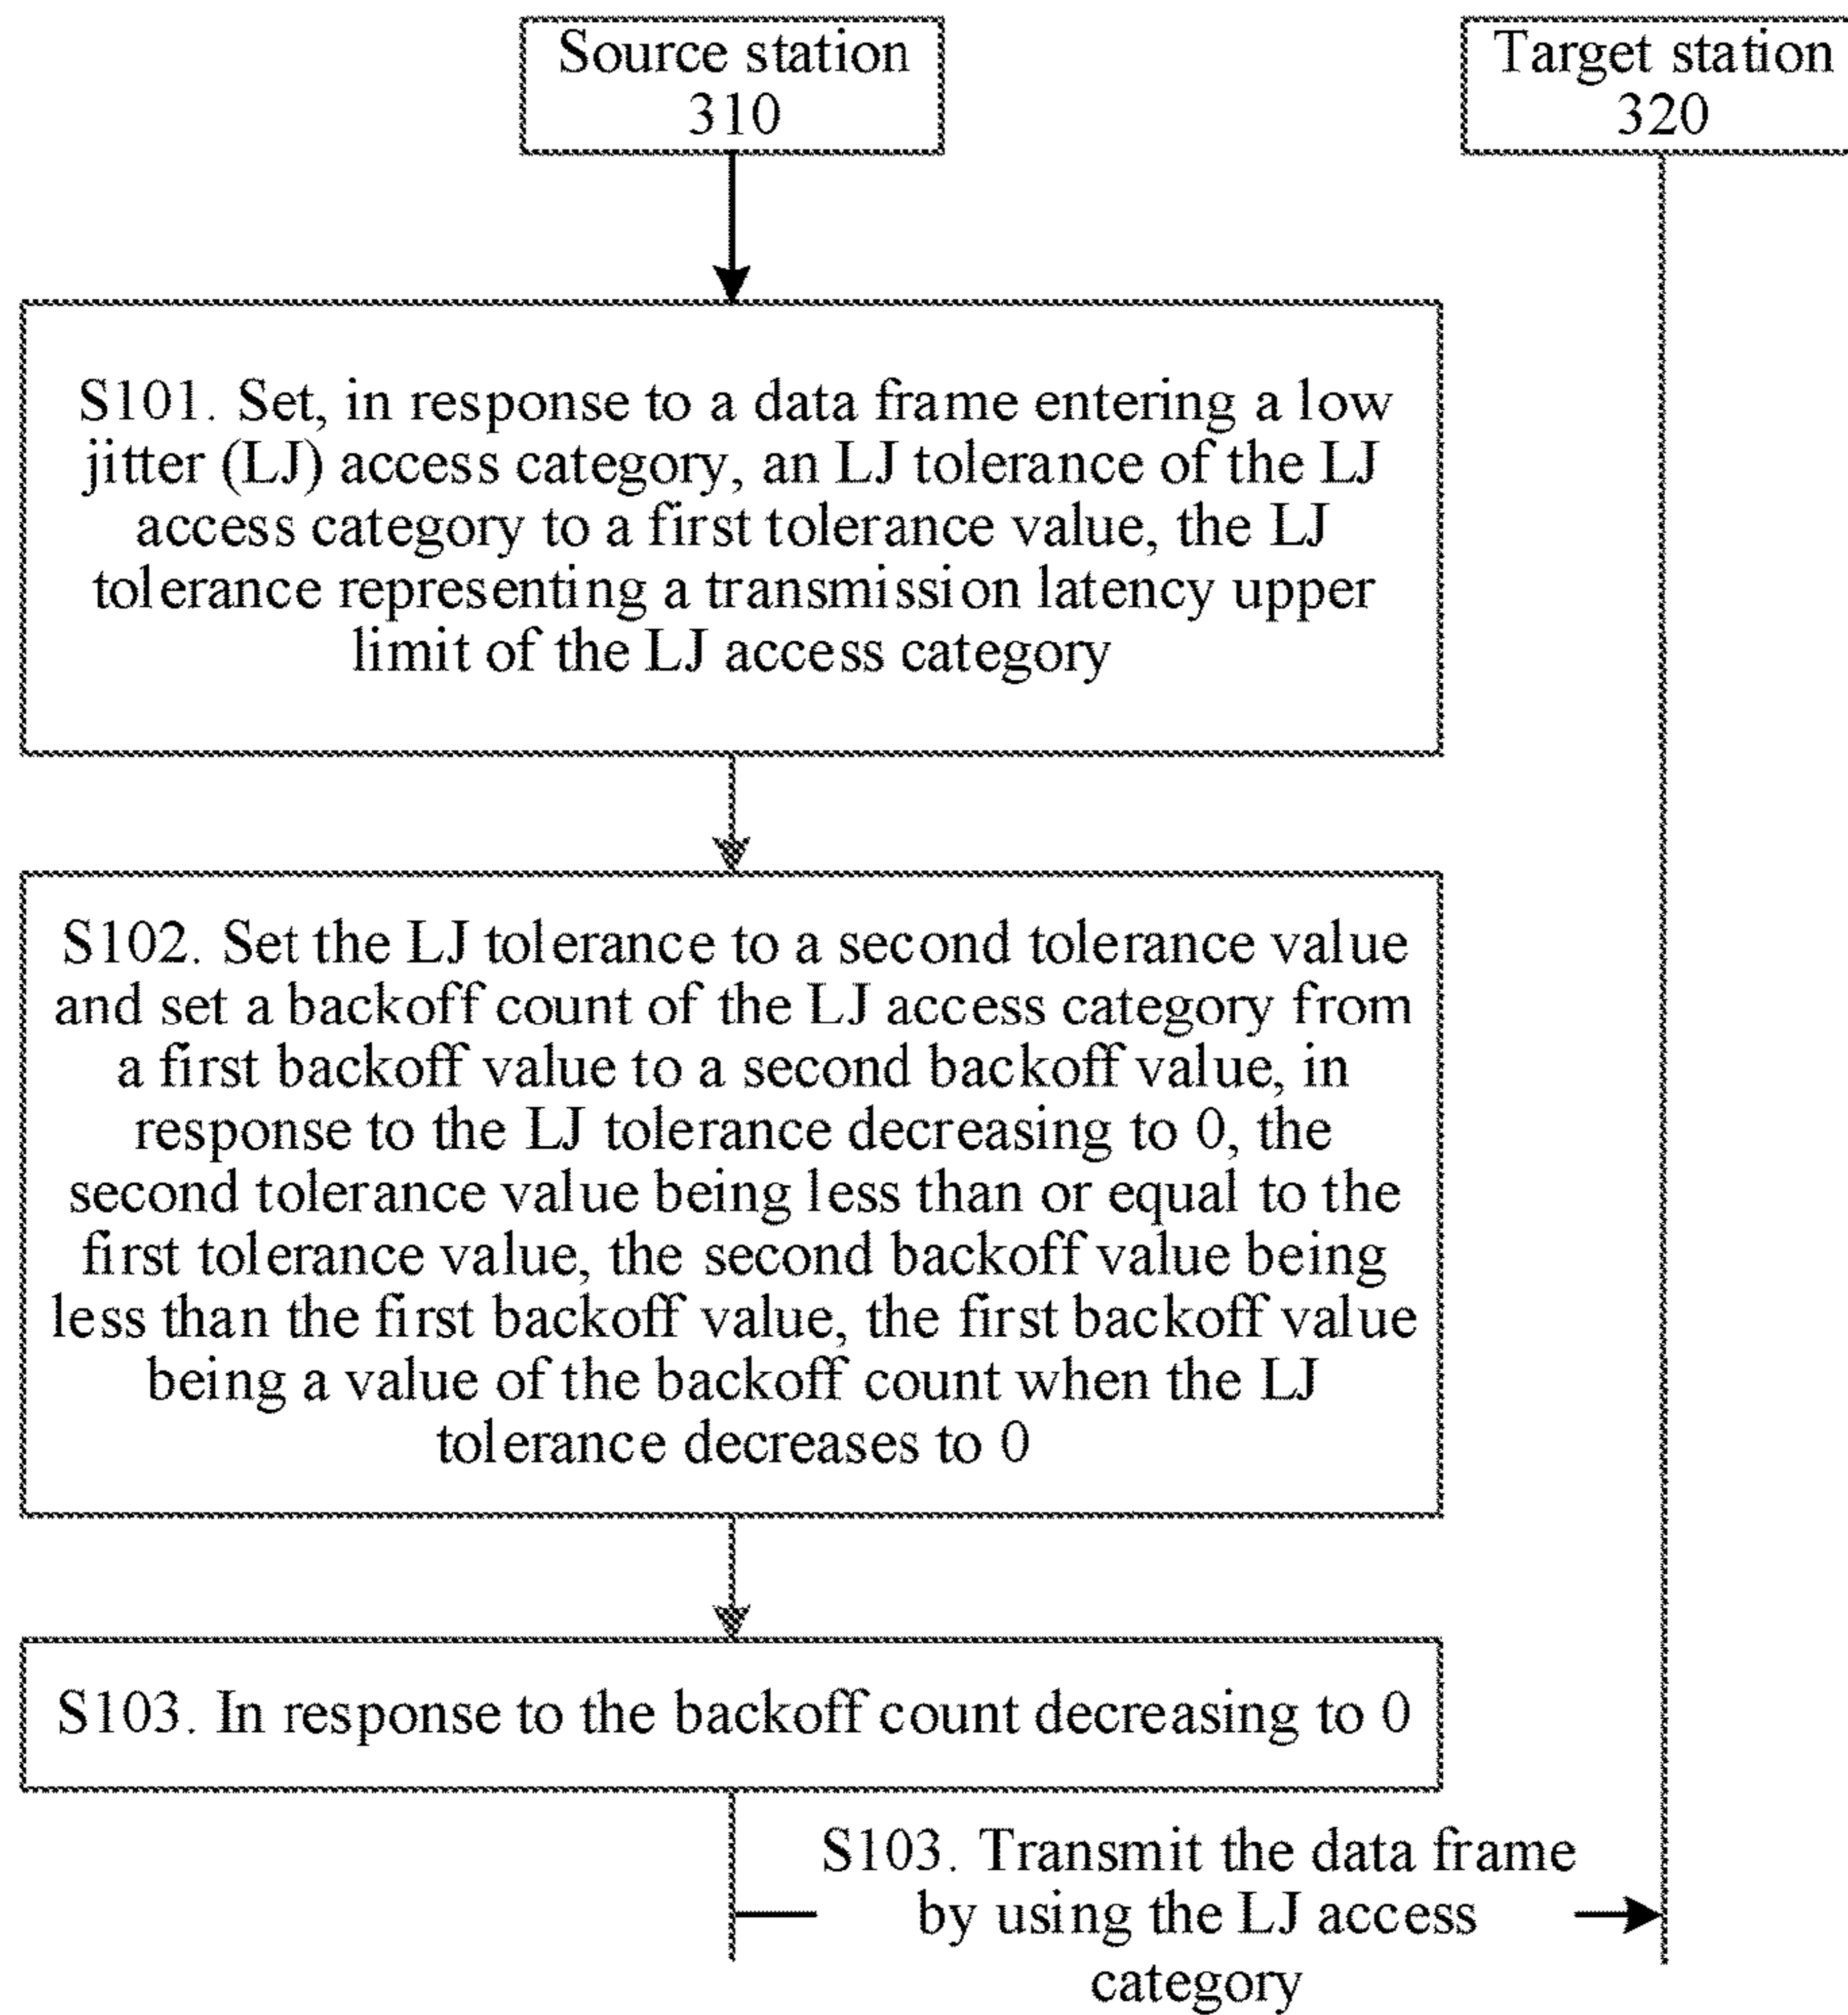 Source station
310
Target station
320
S101. Set, in response to a data frame entering a low
jitter (LJ) access category, an LJ tolerance of the LJ
access category to a first tolerance value, the LJ
tolerance representing a transmission latency upper
limit of the LJ access category
S102. Set the LJ tolerance to a second tolerance value
and set a backoff count of the LJ access category from
a first backoff value to a second backoff value, in
response to the LJ tolerance decreasing to 0, the
second tolerance value being less than or equal to the
first tolerance value, the second backoff value being
less than the first backoff value, the first backoff value
being a value of the backoff count when the LJ
tolerance decreases to 0
S103. In response to the backoff count decreasing to 0
S103. Transmit the data frame
by using the LJ access
category